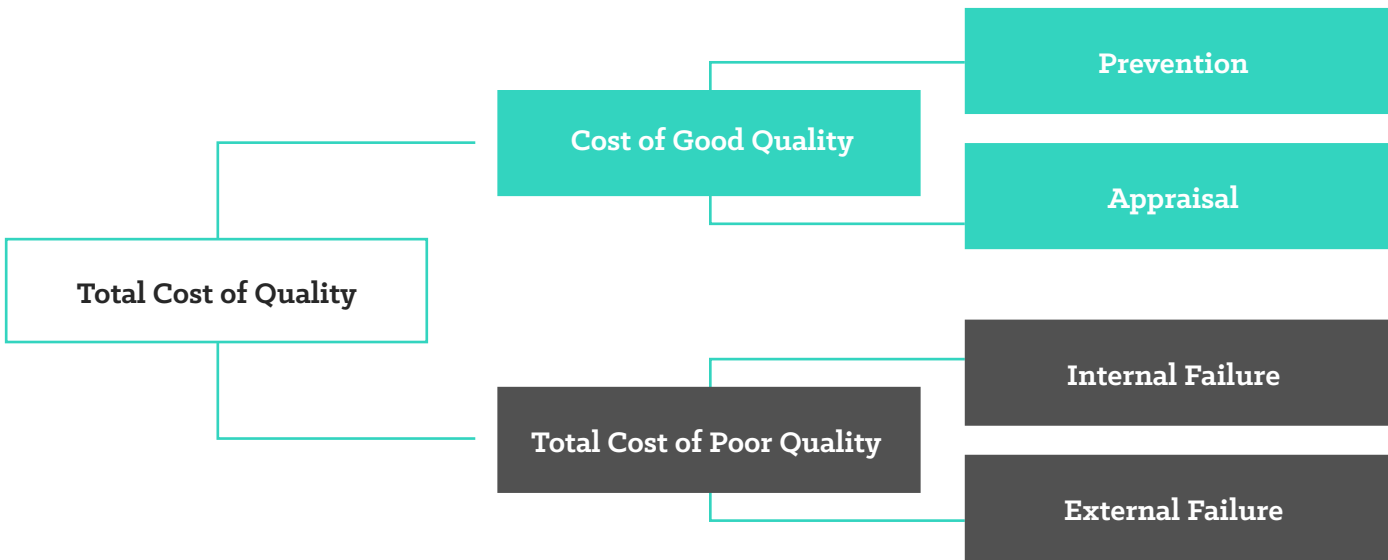 Prevention
Cost of Good Quality
Appraisal
Total Cost of Quality
Internal Failure
Total Cost of Poor Quality
External Failure